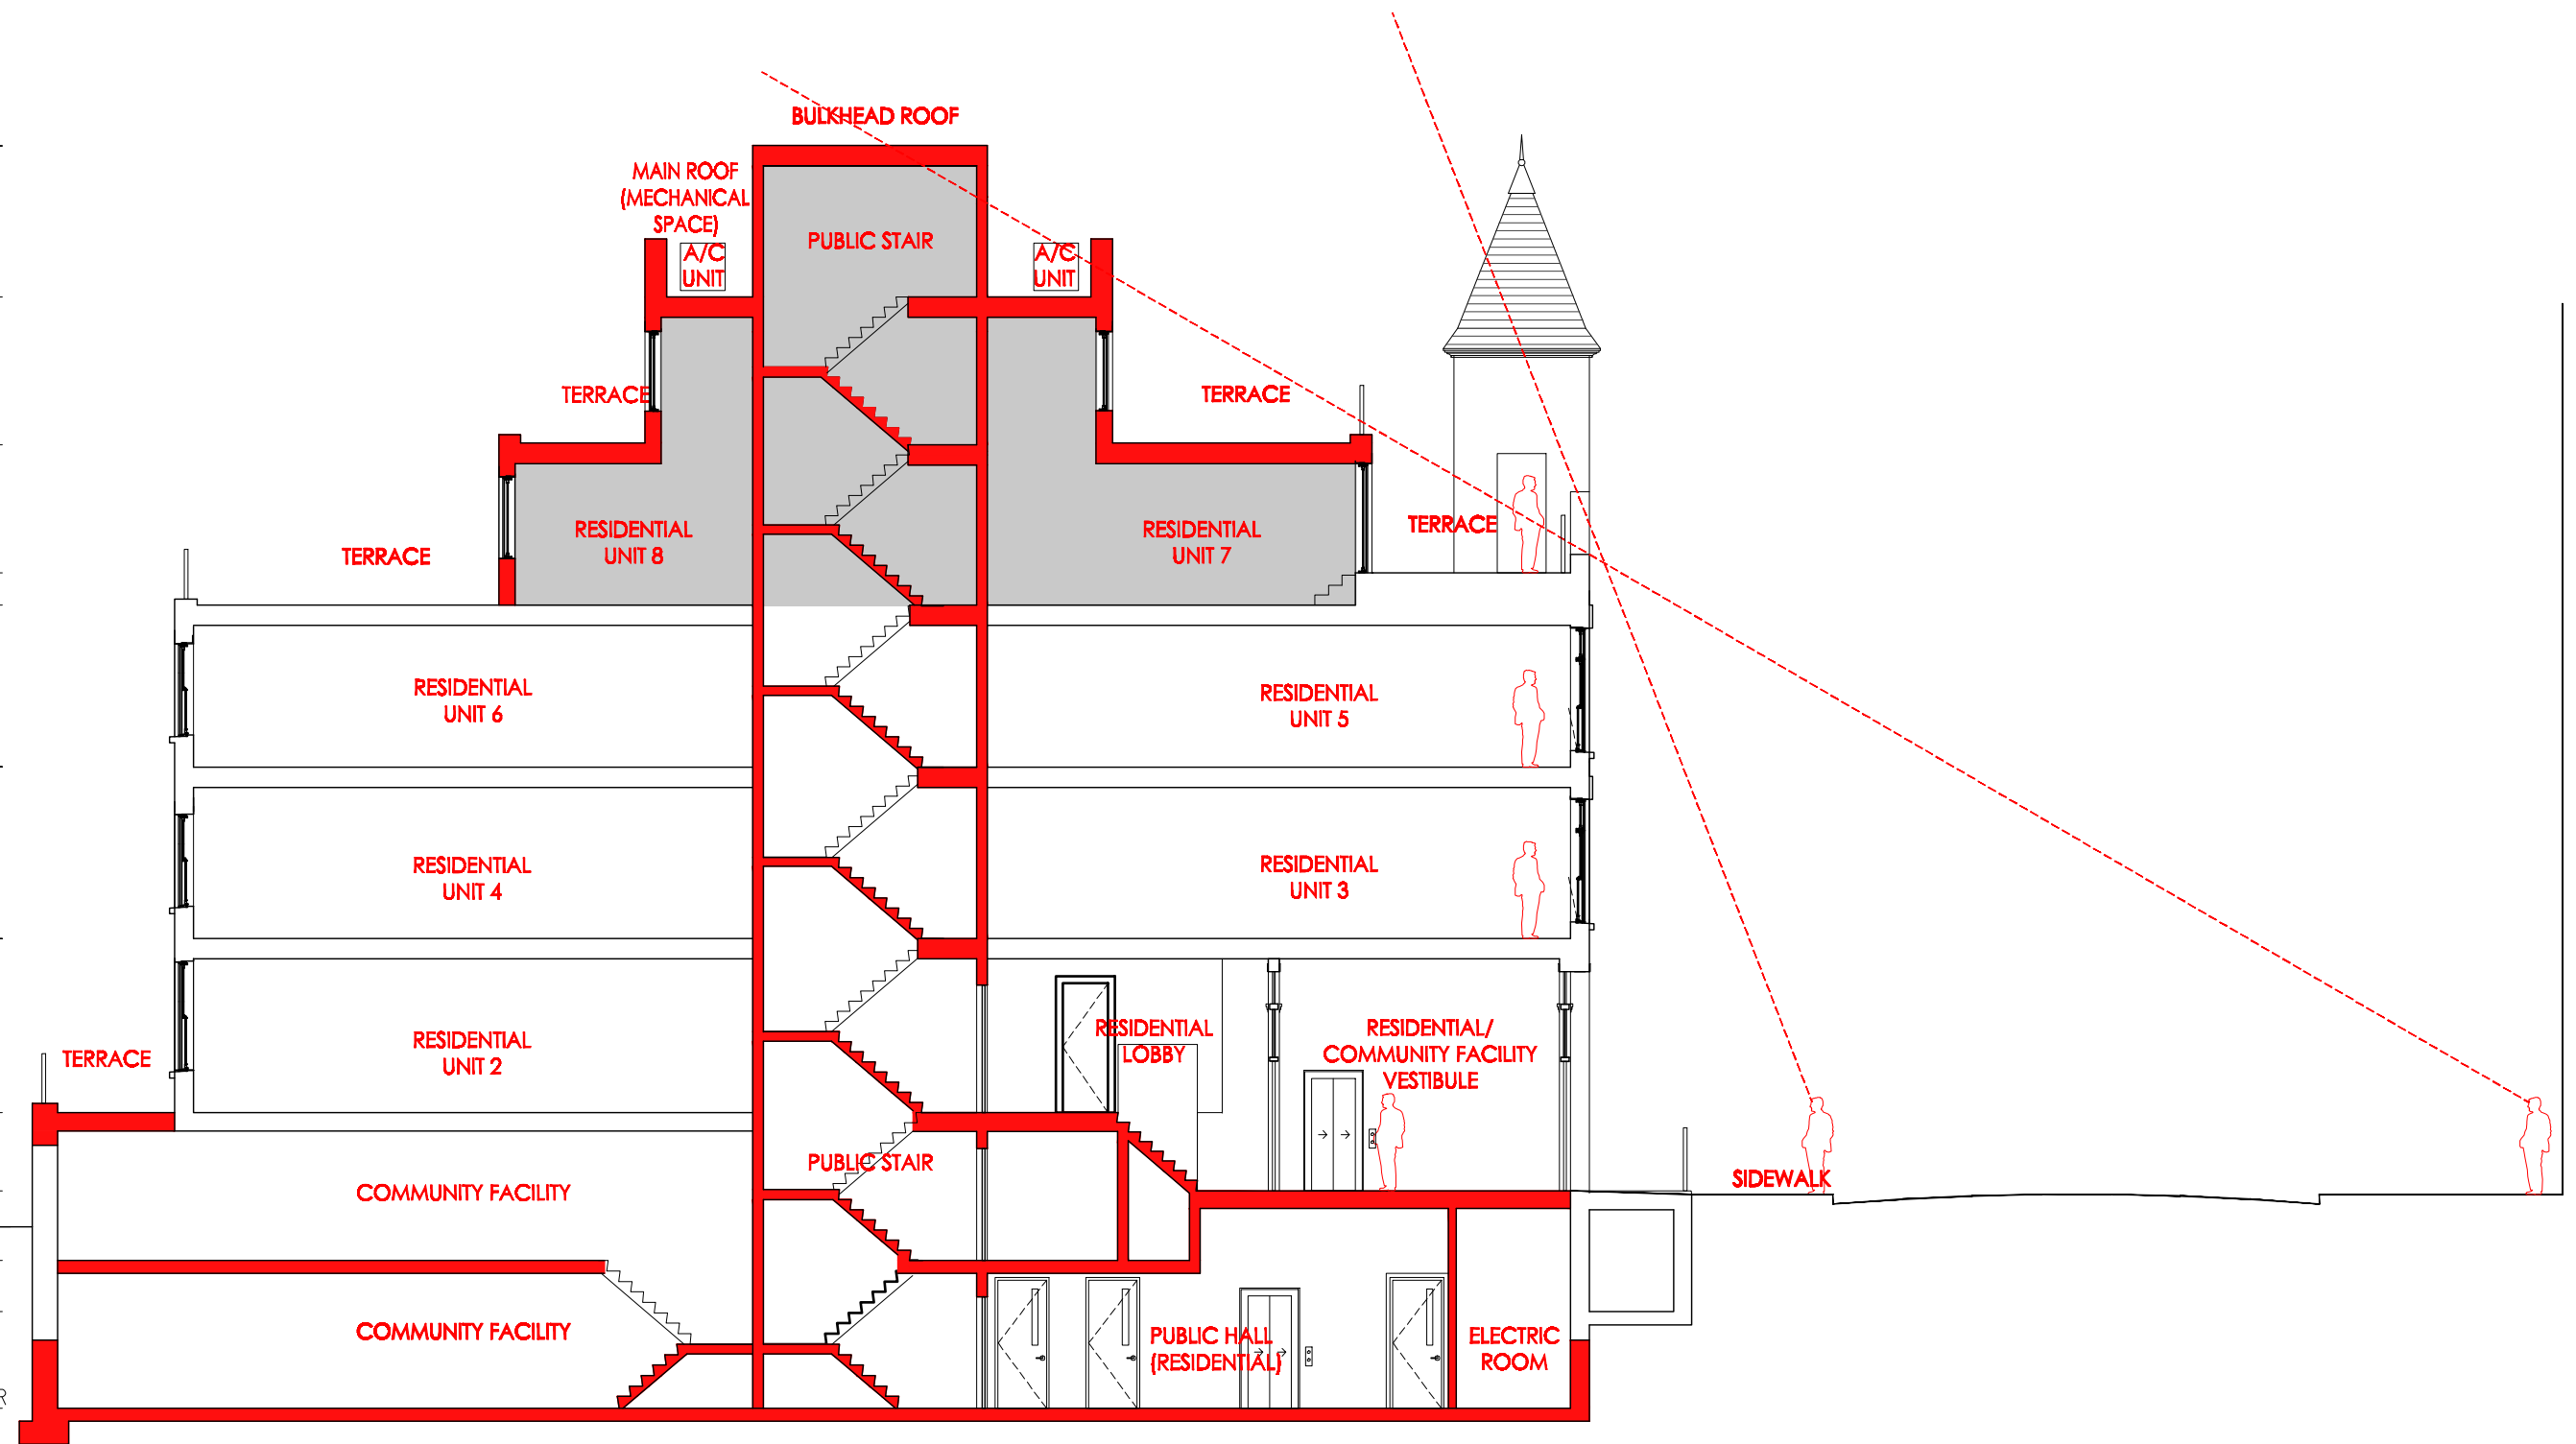 BULKHEAD ROOF
MAIN ROOF
(MECHANICAL
SPACE)
A/C
UNIT
PUBLIC STAIR
A/C
UNIT
TERRACE
TERRACE
RESIDENTIAL
UNIT 8
RESIDENTIAL
UNIT 7
TERRACE
TERRACE
RESIDENTIAL
UNIT 6
RESIDENTIAL
UNIT 5
RESIDENTIAL
UNIT 4
RESIDENTIAL
UNIT 3
RESIDENTIAL
UNIT 2
RESIDENTIAL
LOBBY
RESIDENTIAL/
COMMUNITY FACILITY
VESTIBULE
TERRACE
PUBLIC STAIR
SIDEWALK
COMMUNITY FACILITY
COMMUNITY FACILITY
PUBLIC HALL
(RESIDENTIAL)
ELECTRIC
ROOM
R